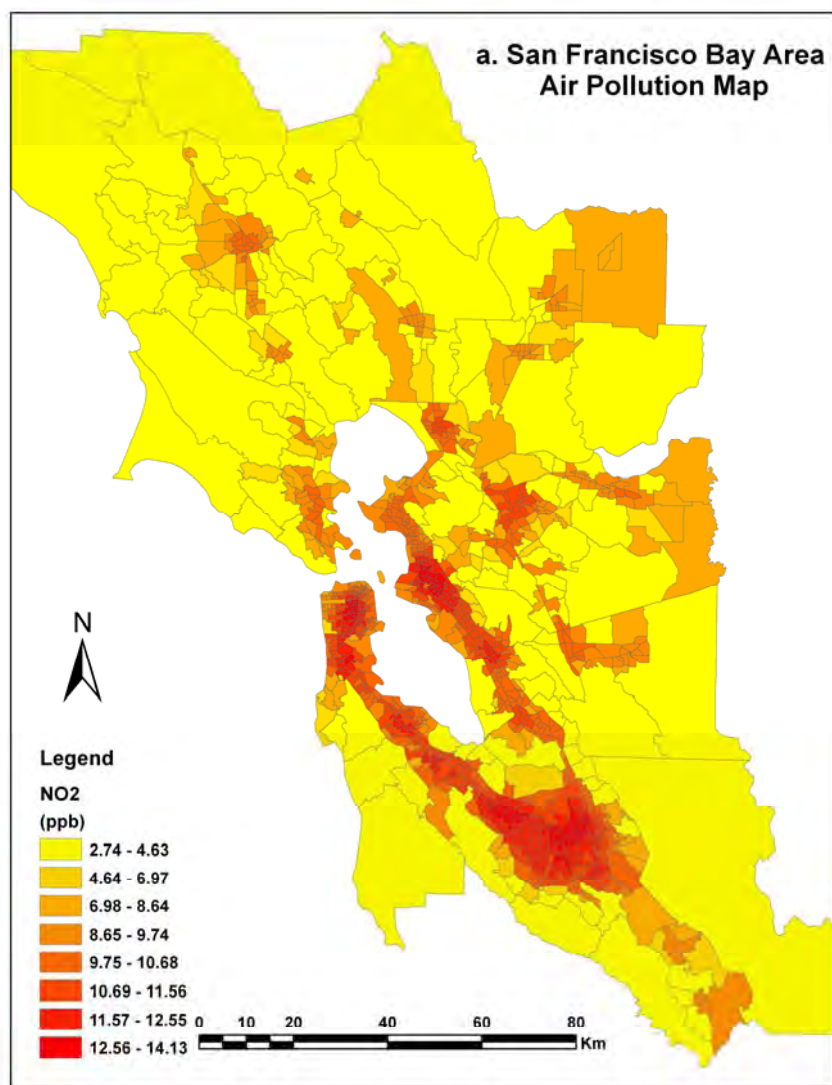 a. San Francisco Bay Area
Air Pollution Map
N
Legend
NO2
(ppb)
2.74 - 4.63
4.64 - 6.97
6.98 - 8.64
8.65 - 9.74
9.75 - 10.68
10.69 - 11.56
11.57 - 12.55
12.56 - 14.13
0 10 20 40 60 80
Km